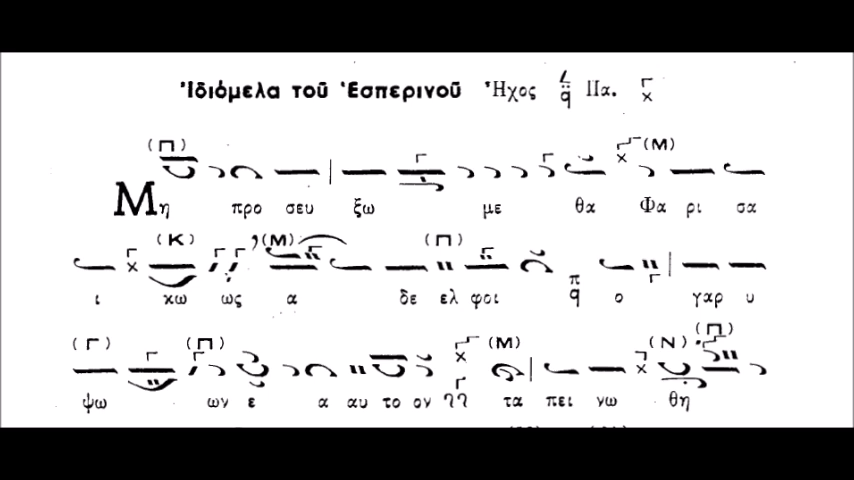 Ἰδιόμελα τοῦ Ἑσπερινοῦ Ἦχος Πα.
(Π) (Μ)
Μη προ σευ ξω με θα Φα ρι σα
(Κ) (Μ) (Π)
ι κω ως α δε ελ φοι π ο γαρ υ
(Γ) (Π) (Μ) (Ν) (Π)
ψω ων ε α αυ το ον τα πει νω θη